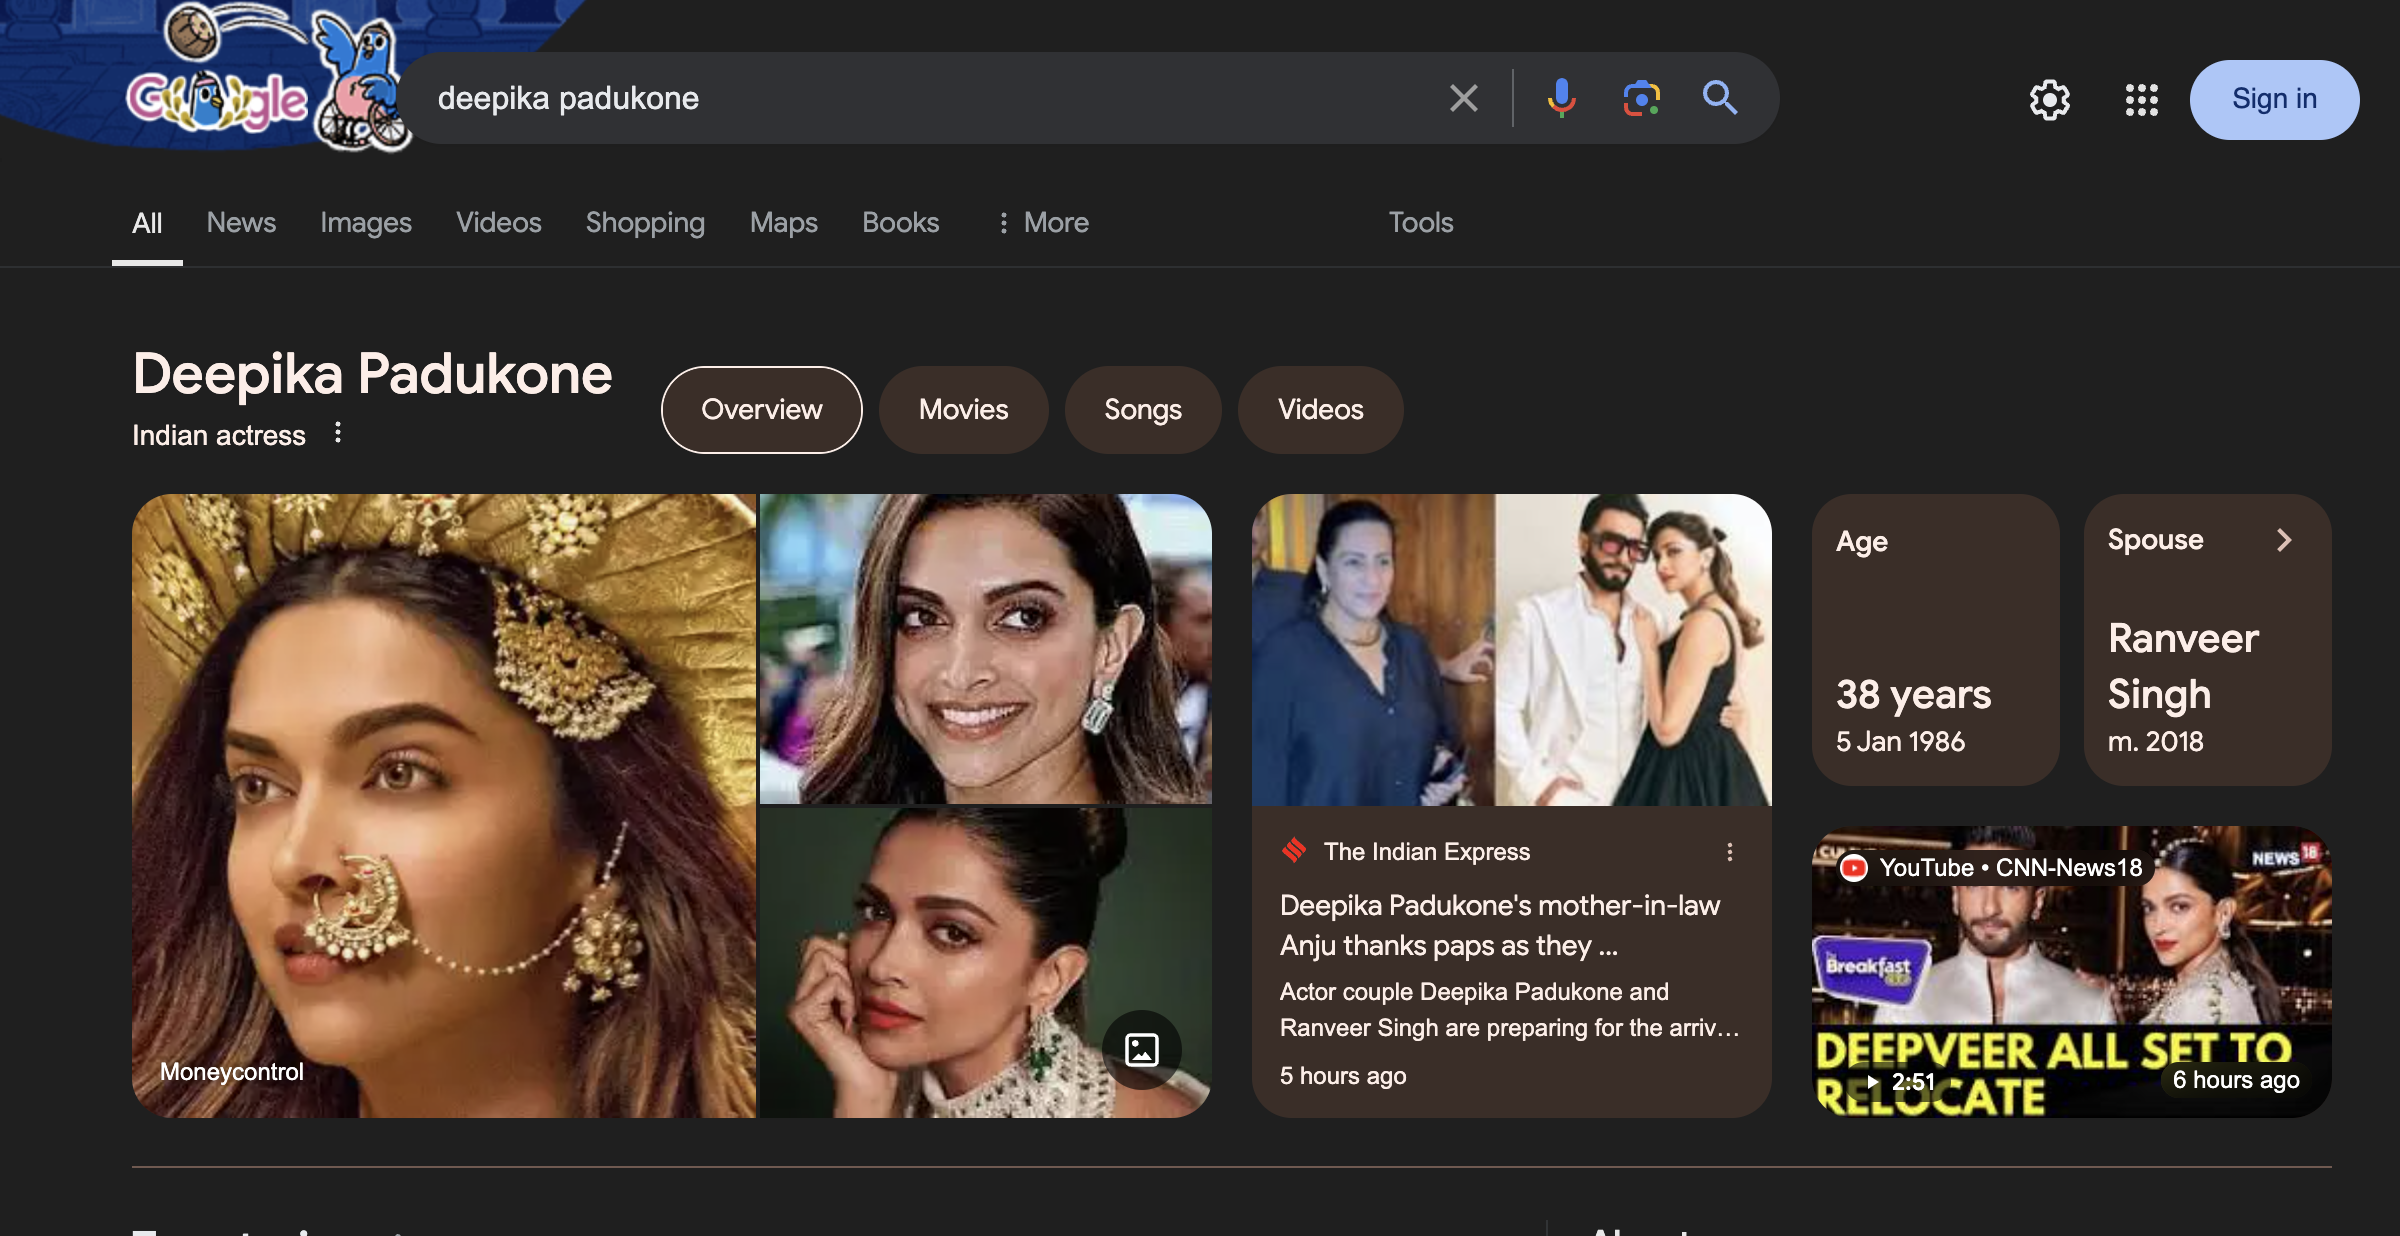 Google
deepika padukone
Sign in
All
News
Images
Videos
Shopping
Maps
Books
More
Tools
Deepika Padukone
Indian actress
Overview
Movies
Songs
Videos
Moneycontrol
The Indian Express
Deepika Padukone's mother-in-law
Anju thanks paps as they ...
Actor couple Deepika Padukone and
Ranveer Singh are preparing for the arriv...
5 hours ago
Age
38 years
5 Jan 1986
Spouse
Ranveer
Singh
m. 2018
YouTube • CNN-News18
NEWS 18
Breakfast
DEEPVEER ALL SET TO
RELOCATE
2:51
6 hours ago